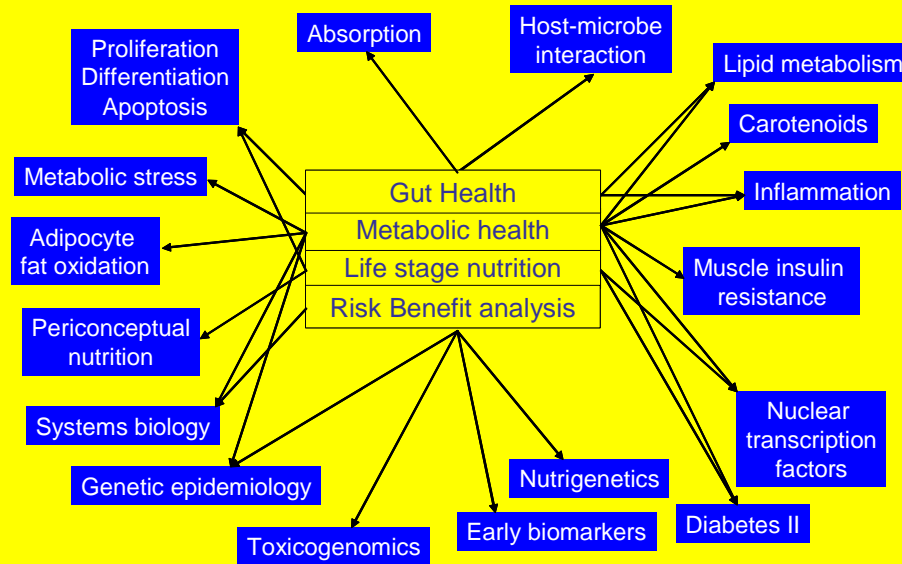 Absorption
Host-microbe
interaction
Proliferation
Differentiation
Apoptosis
Lipid metabolism
Carotenoids
Metabolic stress
Gut Health
Inflammation
Metabolic health
Adipocyte
fat oxidation
Life stage nutrition
Muscle insulin
resistance
Risk Benefit analysis
Periconceptual
nutrition
Systems biology
Nuclear
transcription
factors
Genetic epidemiology
Nutrigenetics
Toxicogenomics
Early biomarkers
Diabetes II